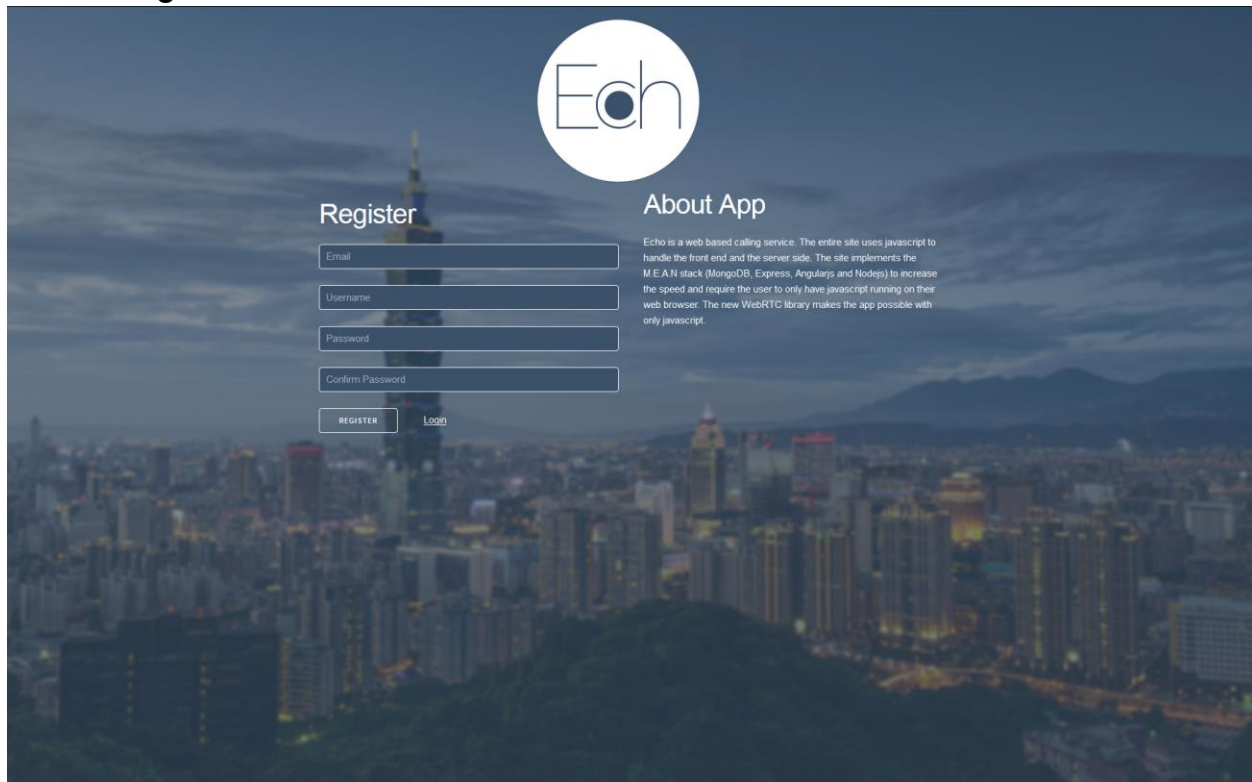 Ech
Register
Email
Username
Password
Confirm Password
REGISTER
Login
About App
Echo is a web based calling service. The entire site uses javascript to
handle the front end and the server side. The site implements the
M.E.A.N stack (MongoDB, Express, Angularjs and Nodejs) to increase
the speed and require the user to only have javascript running on their
web browser. The new WebRTC library makes the app possible with
only javascript.